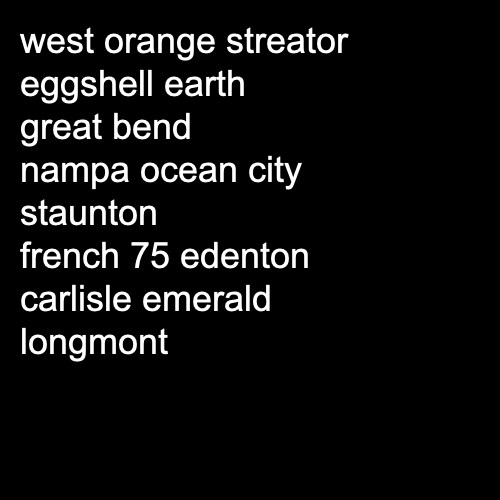 west orange streator
eggshell earth
great bend
nampa ocean city
staunton
french 75 edenton
carlisle emerald
longmont